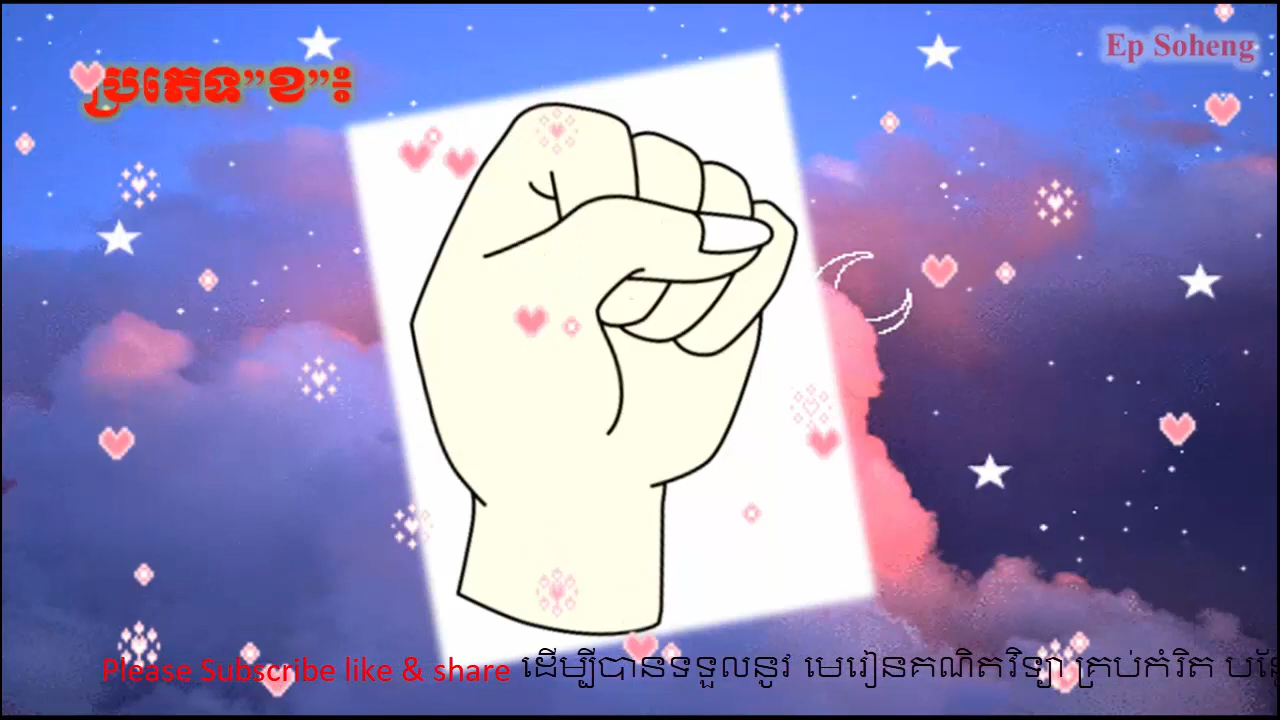 Ep Soheng
ប្រភេទ”ខ”៖
Please Subscribe like & share ដើម្បីបានទទួលនូវ មេរៀនគណិតវិទ្យា គ្រប់កំរិត